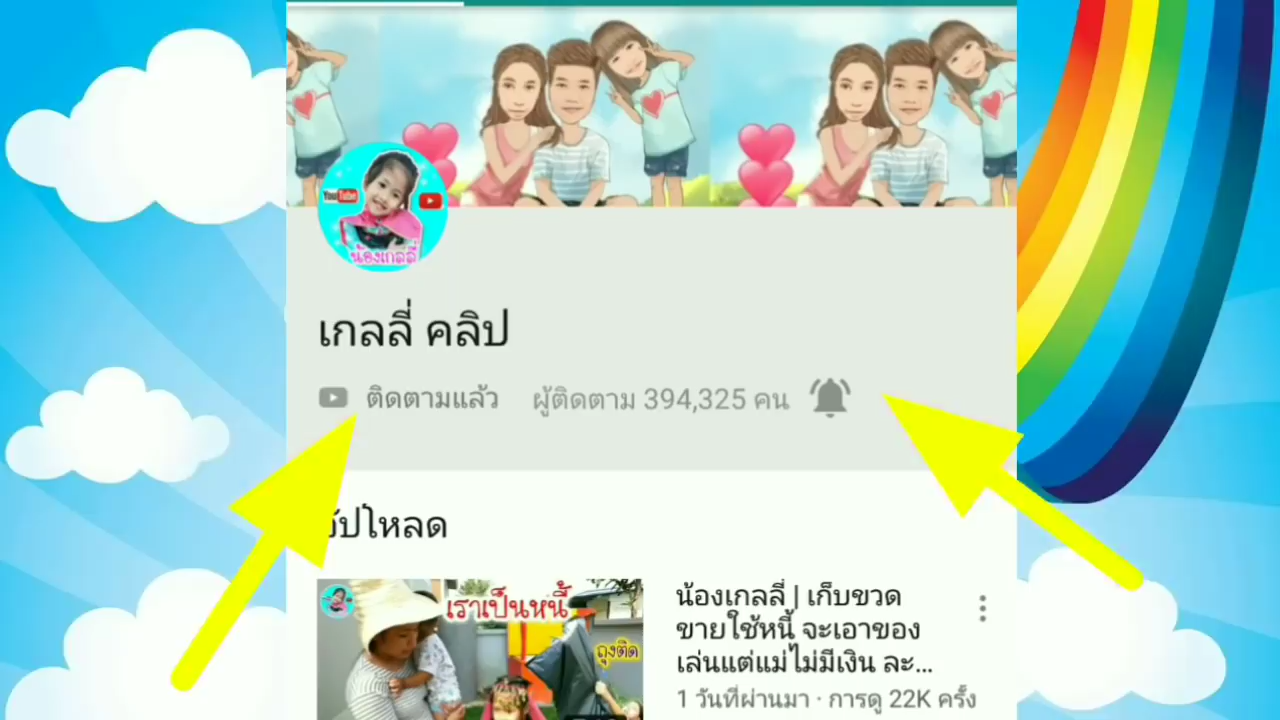 YouTube
น้องเกลลี่
เกลลี่ คลิป
ติดตามแล้ว ผู้ติดตาม 394,325 คน
อัปโหลด
เราเป็นหนี้
ถุงติด
น้องเกลลี่ | เก็บขวด
ขายใช้หนี้ จะเอาของ
เล่นแต่แม่ไม่มีเงิน ละ...
1 วันที่ผ่านมา · การดู 22K ครั้ง